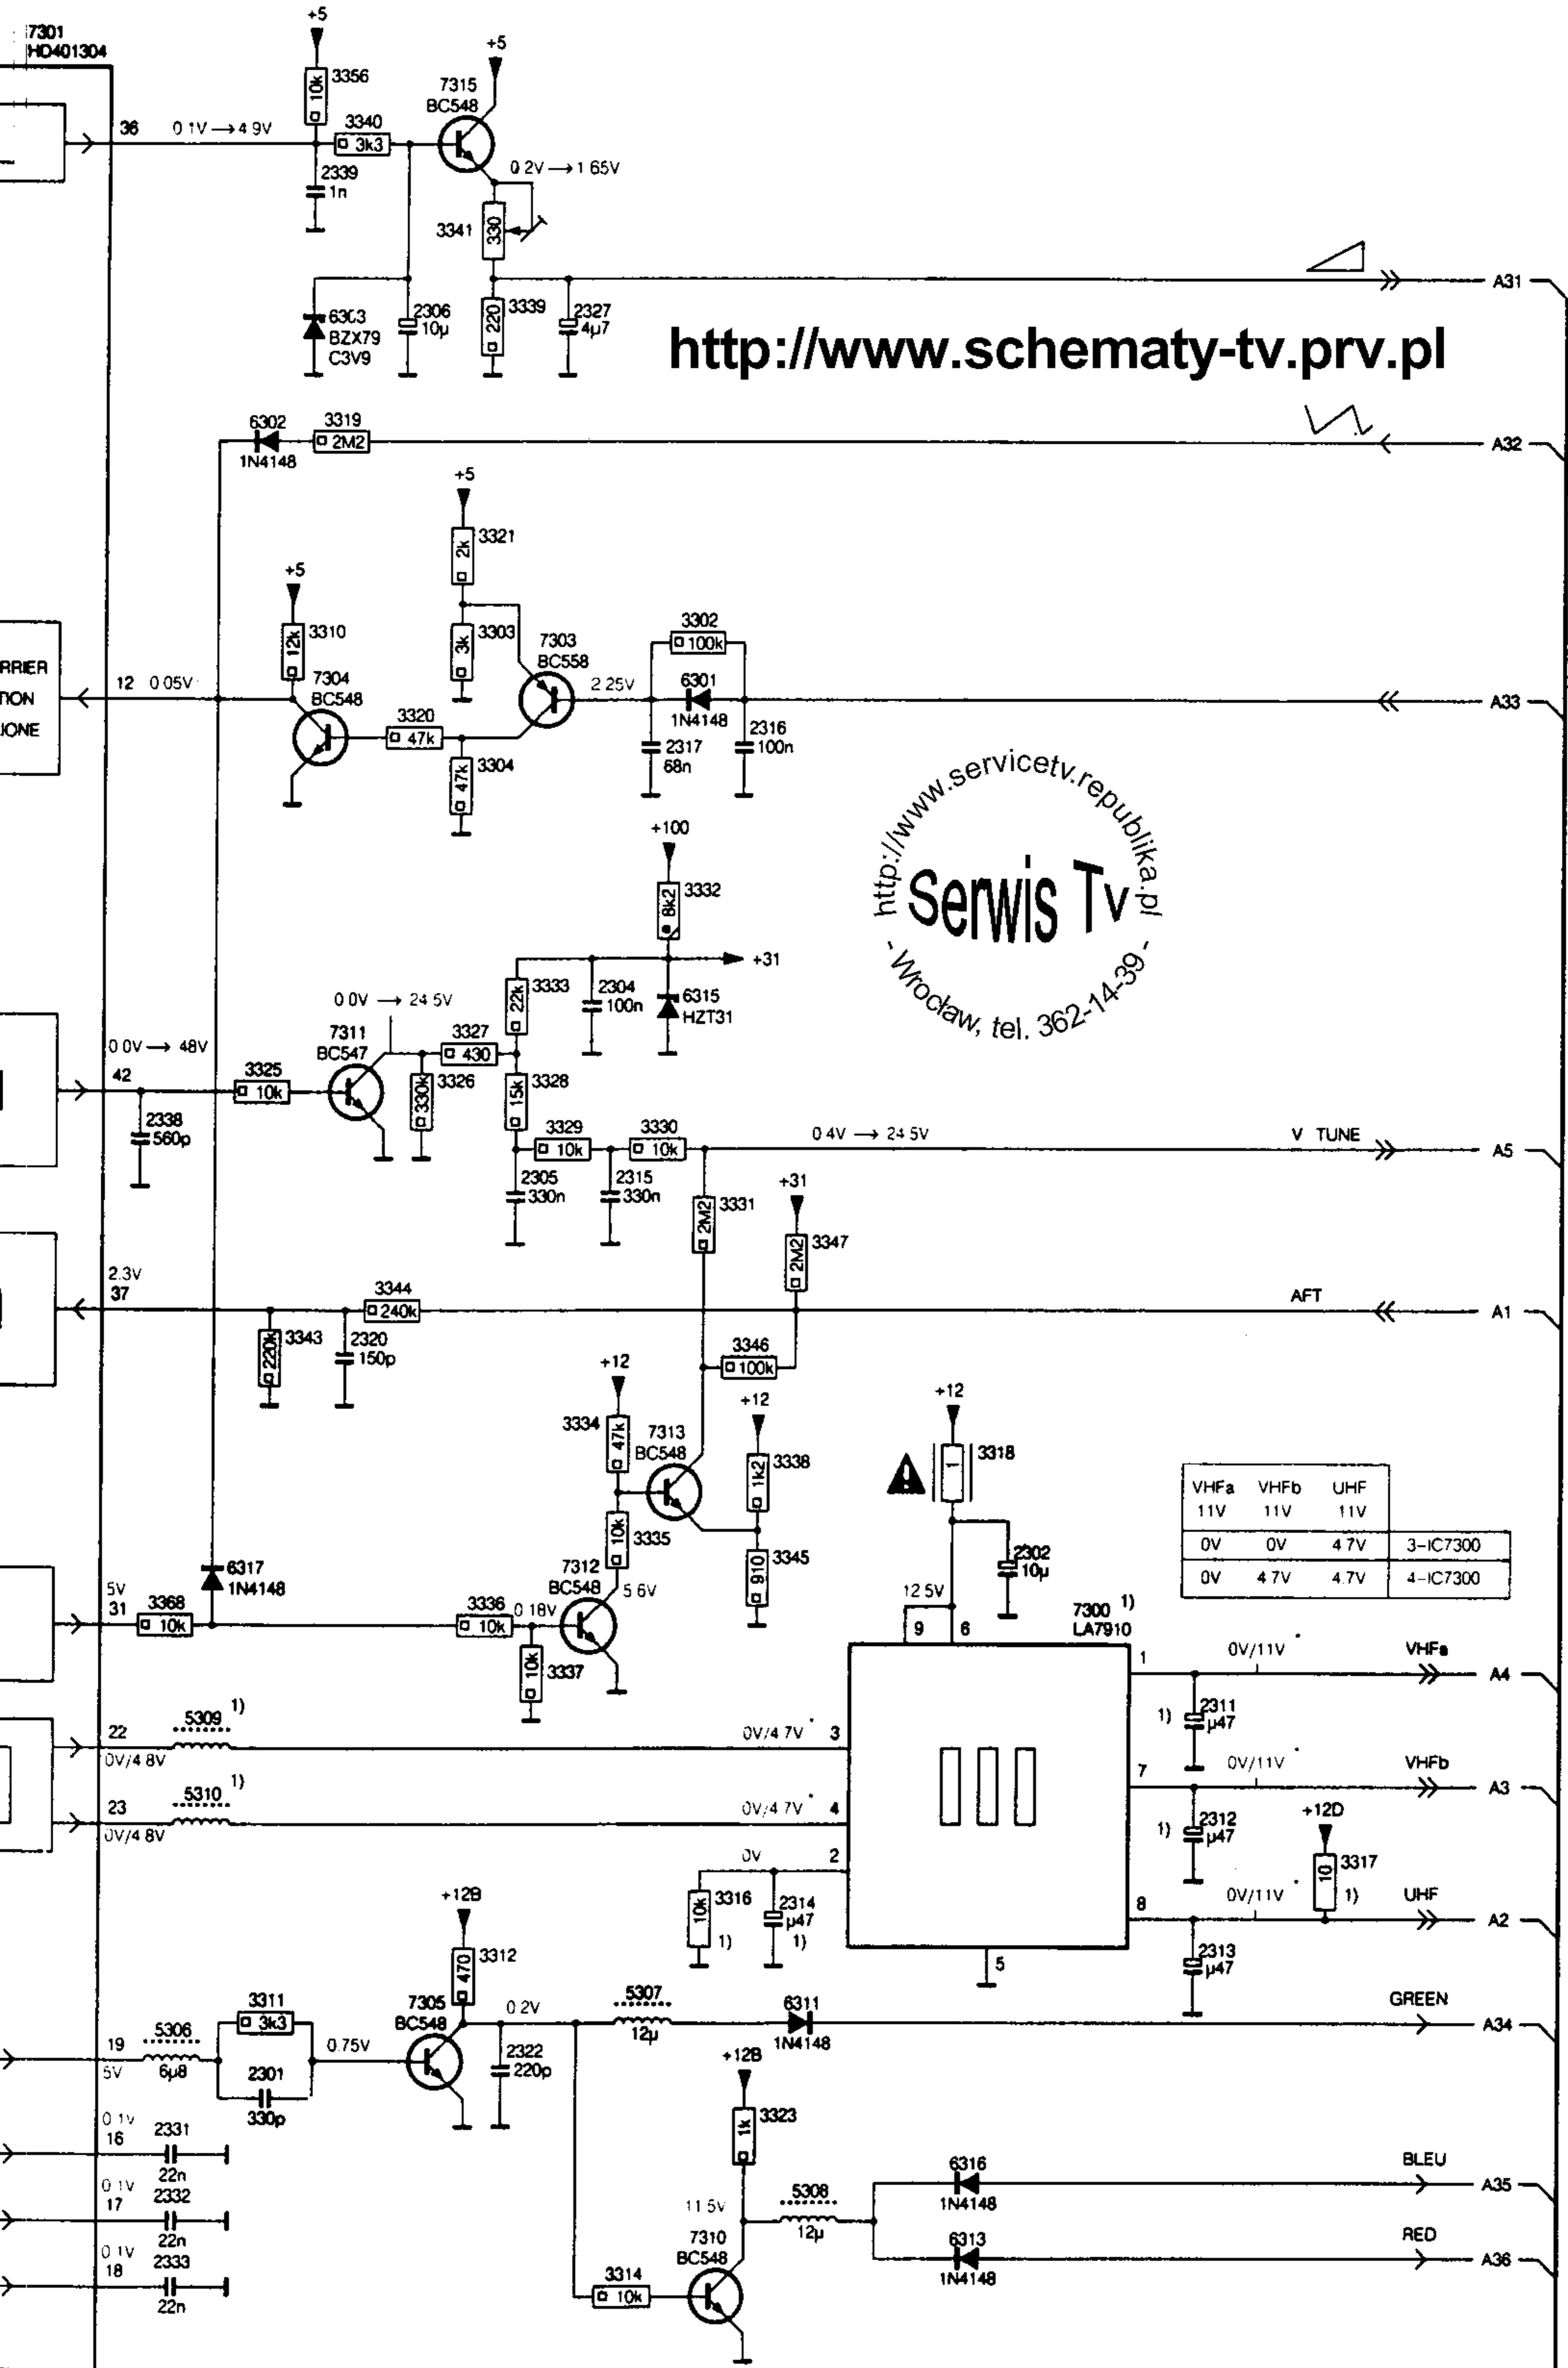 7301
HD401304
+5
10k
3356
+5
7315
BC548
36
0.1V → 4.9V
3340
3k3
2339
1n
0.2V → 1.65V
3341
330
A31
6303
BZX79
C3V9
2306
10µ
220
3339
2327
4µ7
http://www.schematy-tv.prv.pl
6302
1N4148
3319
2M2
A32
+5
2k
3321
+5
12k
3310
3k
3303
7303
BC558
3302
100k
RRIER
TION
IONE
12
0.05V
7304
BC548
2.25V
6301
1N4148
A33
3320
47k
47k
3304
2317
68n
2316
100n
http://www.servicetv.republika.pl
Serwis Tv
- Wrocław, tel. 362-14-39 -
+100
8k2
3332
+31
22k
3333
2304
100n
6315
HZT31
0.0V → 24.5V
7311
BC547
3327
430
0.0V → 48V
42
3325
10k
330k
3326
15k
3328
2338
560p
3329
10k
3330
10k
0.4V → 24.5V
V TUNE
A5
2305
330n
2315
330n
2M2
3331
+31
2M2
3347
2.3V
37
3344
240k
AFT
A1
220k
3343
2320
150p
3346
100k
+12
47k
3334
7313
BC548
+12
1k2
3338
+12
1
3318
10k
3335
910
3345
2302
10µ
VHFa VHFb UHF
11V 11V 11V
0V 0V 4.7V 3-IC7300
0V 4.7V 4.7V 4-IC7300
6317
1N4148
7312
BC548
5.6V
12.5V
5V
31
3368
10k
3336
10k
0.18V
10k
3337
9 6
7300 1)
LA7910
1
0V/11V *
VHFa
A4
1)
2311
µ47
22
0V/4.8V
5309 1)
0V/4.7V *
3
7
0V/11V *
VHFb
A3
23
0V/4.8V
5310 1)
0V/4.7V *
4
1)
2312
µ47
+12D
10
3317
1)
0V
2
10k
3316
1)
2314
µ47
1)
8
0V/11V *
UHF
A2
5
2313
µ47
+12B
470
3312
3311
3k3
7305
BC548
0.2V
5307
12µ
6311
1N4148
GREEN
A34
19
5V
5306
6µ8
2301
330p
0.75V
2322
220p
+12B
1k
3323
0.1V
16
2331
22n
0.1V
17
2332
22n
0.1V
18
2333
22n
11.5V
7310
BC548
5308
12µ
6316
1N4148
BLEU
A35
6313
1N4148
RED
A36
3314
10k